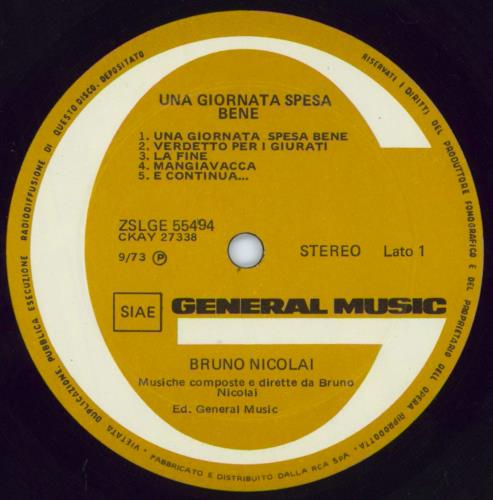 UNA GIORNATA SPESA
BENE
1. UNA GIORNATA SPESA BENE
2. VERDETTO PER I GIURATI
3. LA FINE
4. MANGIAVACCA
5. E CONTINUA...
ZSLGE 55494
CKAY 27338
9/73 Ⓟ
STEREO Lato 1
SIAE
GENERAL MUSIC
BRUNO NICOLAI
Musiche composte e dirette da Bruno
Nicolai
Ed. General Music
RISERVATI I DIRITTI DEL PRODUTTORE FONOGRAFICO E DEL PROPRIETARIO DELL'OPERA RIPRODOTTA - VIETATA DUPLICAZIONE, PUBBLICA ESECUZIONE RADIODIFFUSIONE DI QUESTO DISCO. DEPOSITATO
FABBRICATO E DISTRIBUITO DALLA RCA SPA.